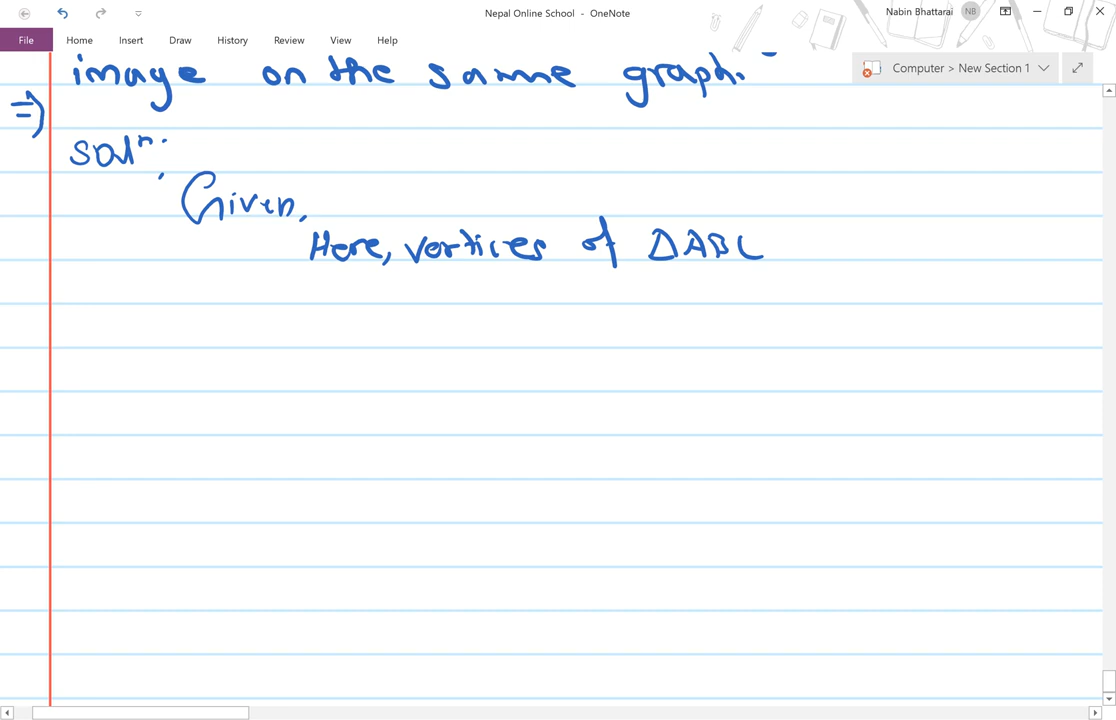 Nepal Online School - OneNote
Nabin Bhattarai NB
File Home Insert Draw History Review View Help
Computer > New Section 1
image on the same graph.
⇒
solⁿ:
Given,
Here, vertices of ΔABC